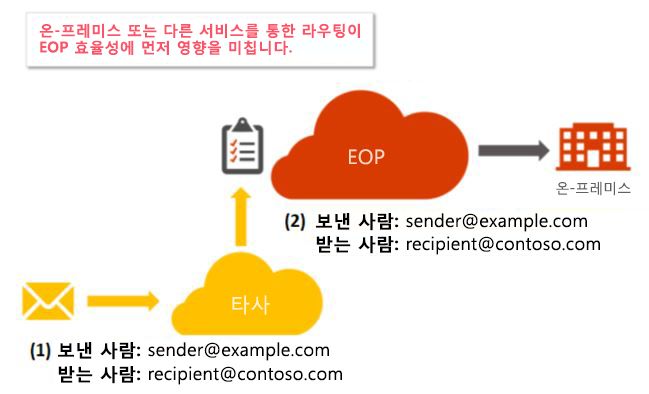 온-프레미스 또는 다른 서비스를 통한 라우팅이
EOP 효율성에 먼저 영향을 미칩니다.
EOP
온-프레미스
(2) 보낸 사람: sender@example.com
받는 사람: recipient@contoso.com
타사
(1) 보낸 사람: sender@example.com
받는 사람: recipient@contoso.com